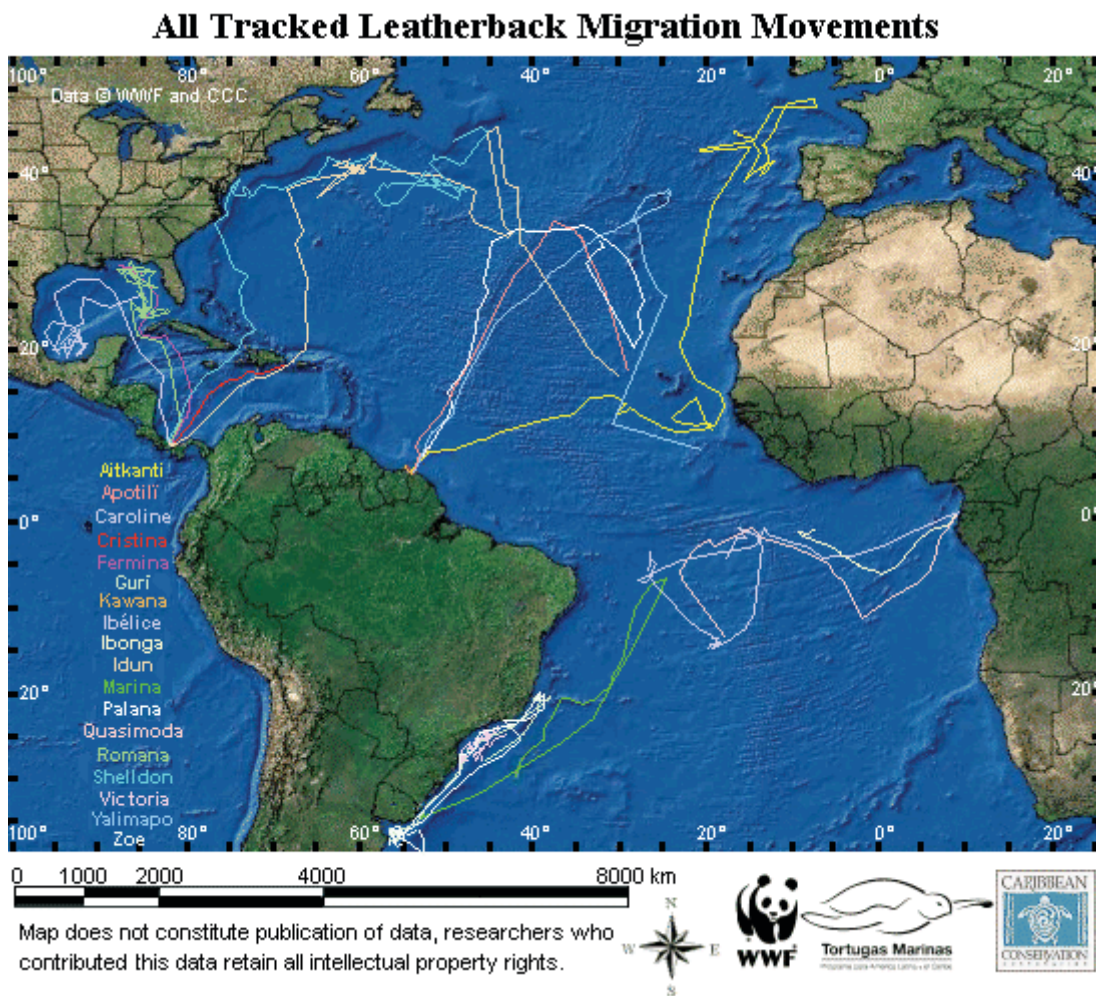 All Tracked Leatherback Migration Movements
100° 80° 40° 20° 0° 20°
Data © WWF and CCC
40° 40°
20° 20°
Aitkanti
Apotilï
Caroline
0° 0°
Cristina
Fermina
Guri
Kawana
Ibélice
Ibonga
Idun
Marina
20° 20°
Palana
Quasimoda
Romana
Shelldon
Victoria
Yalimapo
Zoe
100° 80° 60° 40° 20° 0° 20°
0 1000 2000 4000 8000 km
Map does not constitute publication of data, researchers who
contributed this data retain all intellectual property rights.
N
W E
S
WWF
Tortugas Marinas
CARIBBEAN
CONSERVATION